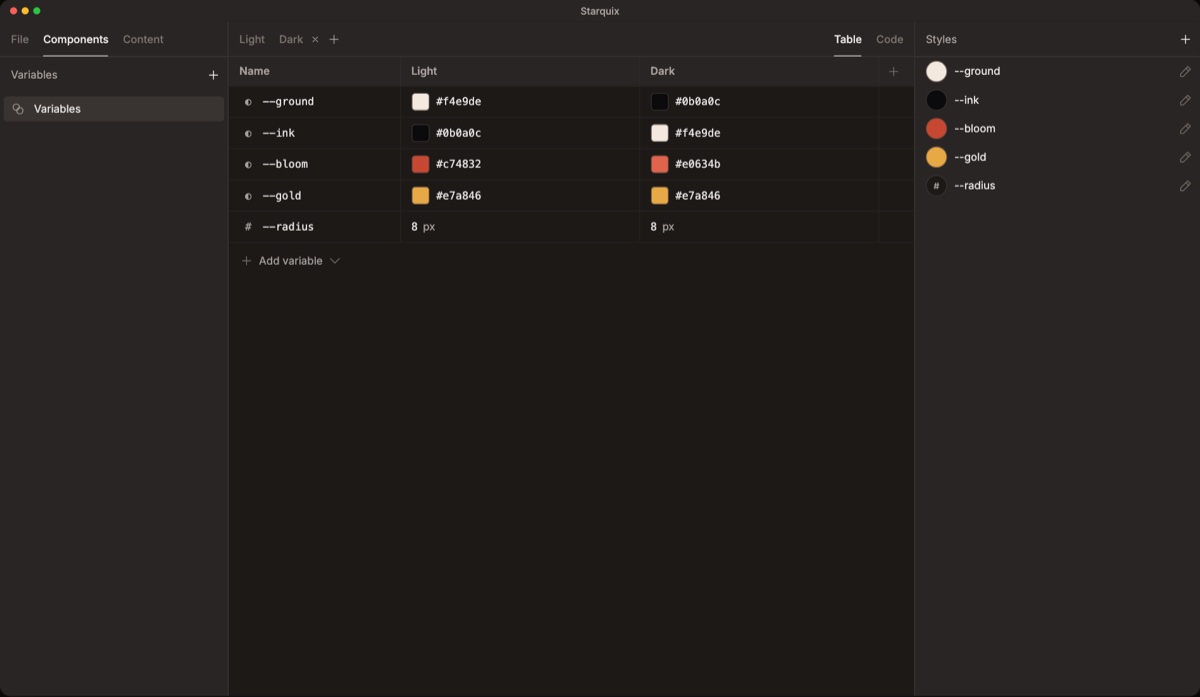 Starquix
File Components Content
Light Dark × +
Table Code
Styles +
Variables +
Variables
Name Light Dark +
--ground #f4e9de #0b0a0c
--ink #0b0a0c #f4e9de
--bloom #c74832 #e0634b
--gold #e7a846 #e7a846
# --radius 8 px 8 px
+ Add variable
--ground
--ink
--bloom
--gold
# --radius